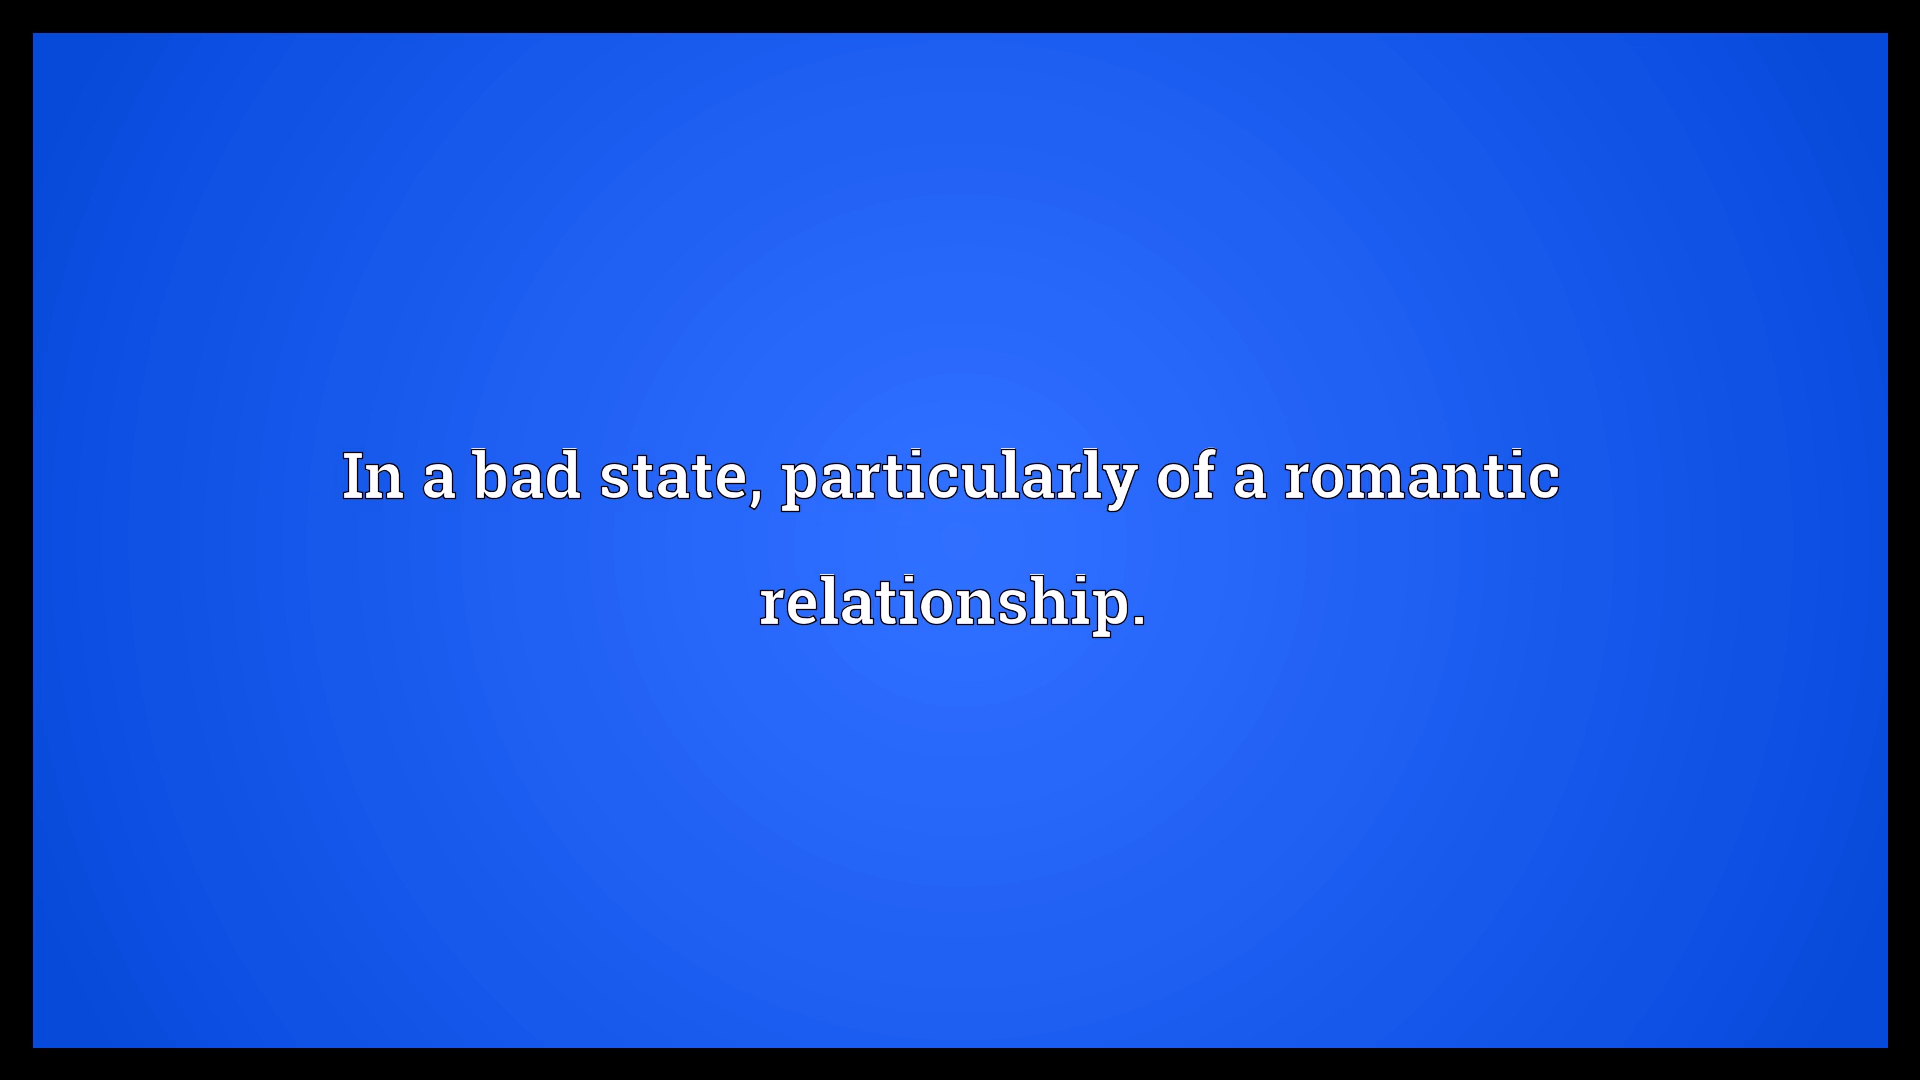 In a bad state, particularly of a romantic
relationship.